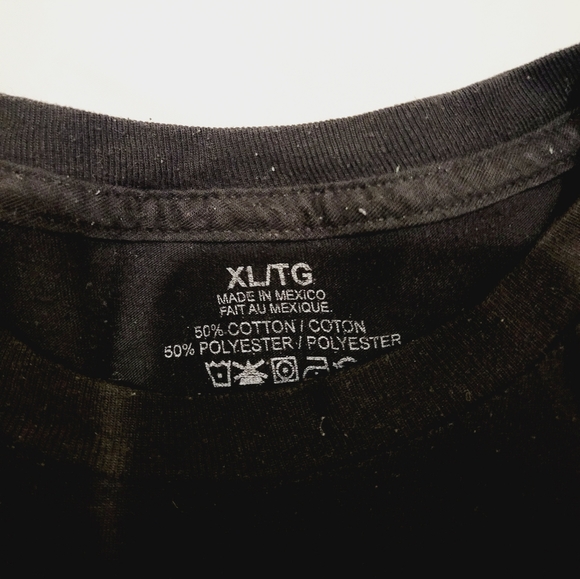 XL/TG
MADE IN MEXICO
FAIT AU MEXIQUE.
50% COTTON / COTON
50% POLYESTER / POLYESTER